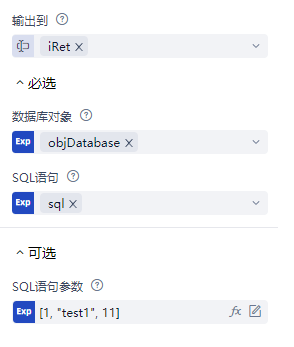 输出到
iRet ×
必选
数据库对象
Exp objDatabase ×
SQL语句
Exp sql ×
可选
SQL语句参数
Exp [1, "test1", 11] fx